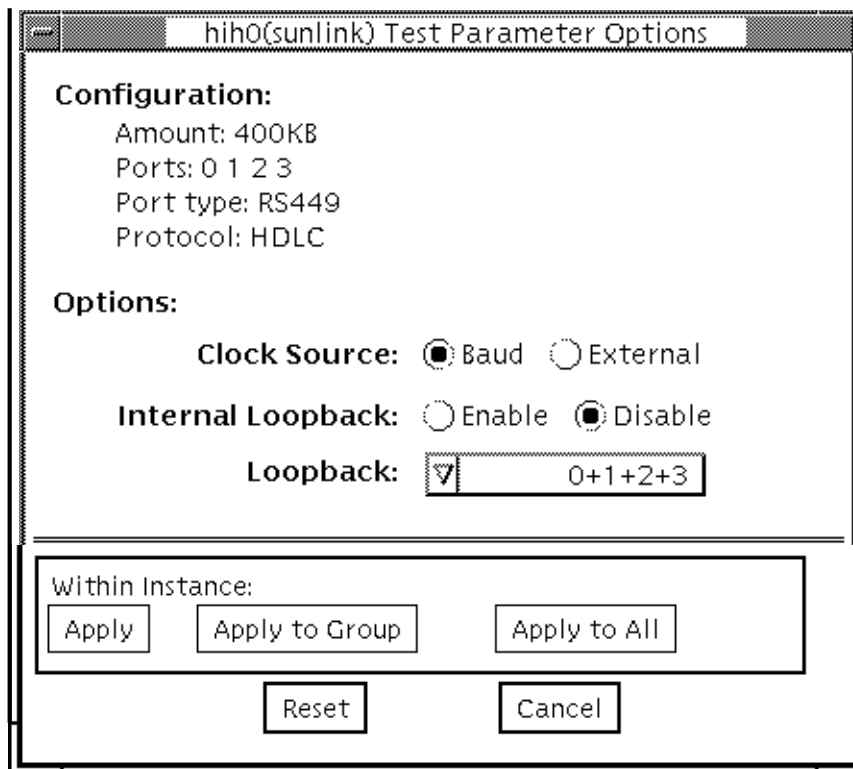 hih0(sunlink) Test Parameter Options
Configuration:
Amount: 400KB
Ports: 0 1 2 3
Port type: RS449
Protocol: HDLC
Options:
Clock Source: Baud External
Internal Loopback: Enable Disable
Loopback: 0+1+2+3
Within Instance:
Apply Apply to Group Apply to All
Reset Cancel